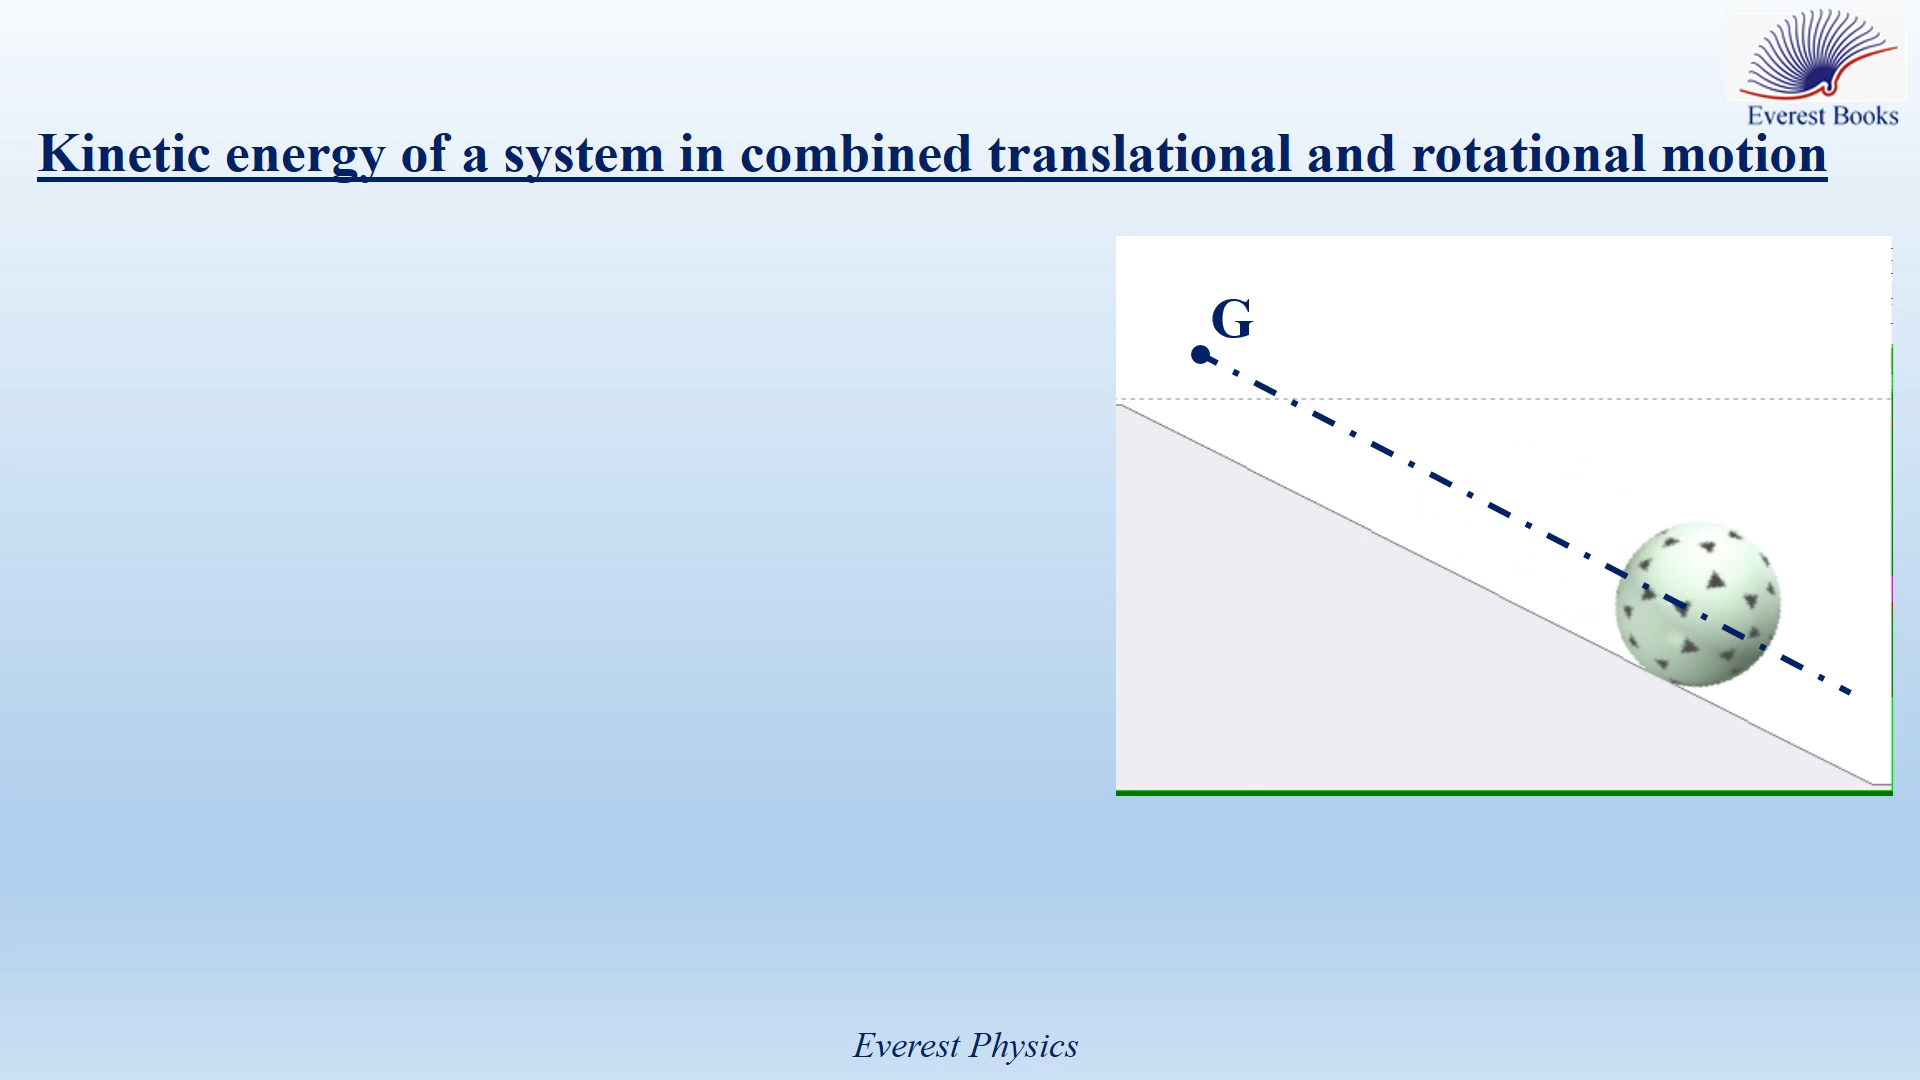 Everest Books
Kinetic energy of a system in combined translational and rotational motion
G
Everest Physics